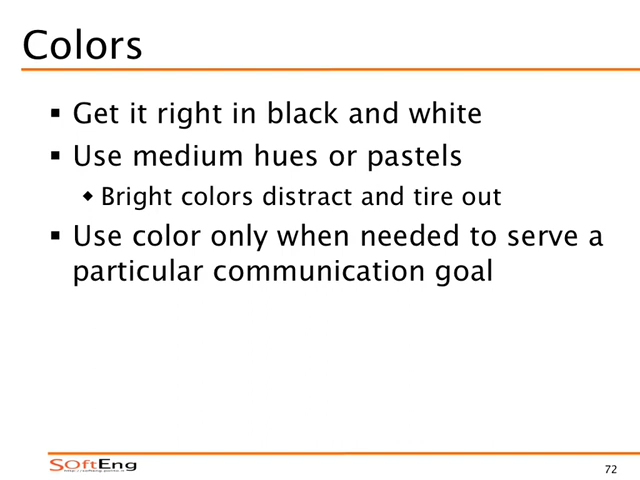 Colors
▪ Get it right in black and white
▪ Use medium hues or pastels
◆ Bright colors distract and tire out
▪ Use color only when needed to serve a
particular communication goal
SOftEng
72